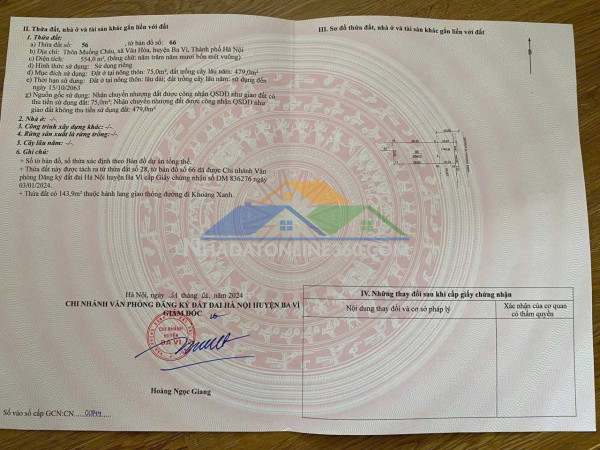 II. Thửa đất, nhà ở và tài sản khác gắn liền với đất
1. Thửa đất:
a) Thửa đất số: 56 , tờ bản đồ số: 66
b) Địa chỉ: Thôn Muồng Cháu, xã Vân Hòa, huyện Ba Vì, Thành phố Hà Nội
c) Diện tích: 554,0 m², (bằng chữ: năm trăm năm mươi bốn mét vuông)
d) Hình thức sử dụng: Sử dụng riêng
đ) Mục đích sử dụng: Đất ở tại nông thôn: 75,0m²; đất trồng cây lâu năm: 479,0m²
e) Thời hạn sử dụng: Đất ở tại nông thôn: lâu dài; đất trồng cây lâu năm: sử dụng đến
ngày 15/10/2063
g) Nguồn gốc sử dụng: Nhận chuyển nhượng đất được công nhận QSDĐ như giao đất có
thu tiền sử dụng đất: 75,0m²; Nhận chuyển nhượng đất được công nhận QSDĐ như
giao đất không thu tiền sử dụng đất: 479,0m²
2. Nhà ở: -/-
3. Công trình xây dựng khác: -/-
4. Rừng sản xuất là rừng trồng: -/-
5. Cây lâu năm: -/-
6. Ghi chú:
+ Số tờ bản đồ, số thửa xác định theo Bản đồ dự án tổng thể.
+ Thửa đất này được tách ra từ thửa đất số 28, tờ bản đồ số 66 đã được Chi nhánh Văn
phòng Đăng ký đất đai Hà Nội huyện Ba Vì cấp Giấy chứng nhận số DM 836276 ngày
03/01/2024.
+ Thửa đất có 143,9m² thuộc hành lang giao thông đường đi Khoang Xanh.
NHADATONLINE365.COM
Hà Nội, ngày 31 tháng 01 năm 2024
CHI NHÁNH VĂN PHÒNG ĐĂNG KÝ ĐẤT ĐAI HÀ NỘI HUYỆN BA VÌ
GIÁM ĐỐC
CHI NHÁNH
HUYỆN
BA VÌ
Hoàng Ngọc Giang
Số vào sổ cấp GCN:CN
III. Sơ đồ thửa đất, nhà ở và tài sản khác gắn liền với đất
IV. Những thay đổi sau khi cấp giấy chứng nhận
Nội dung thay đổi và cơ sở pháp lý
Xác nhận của cơ quan
có thẩm quyền